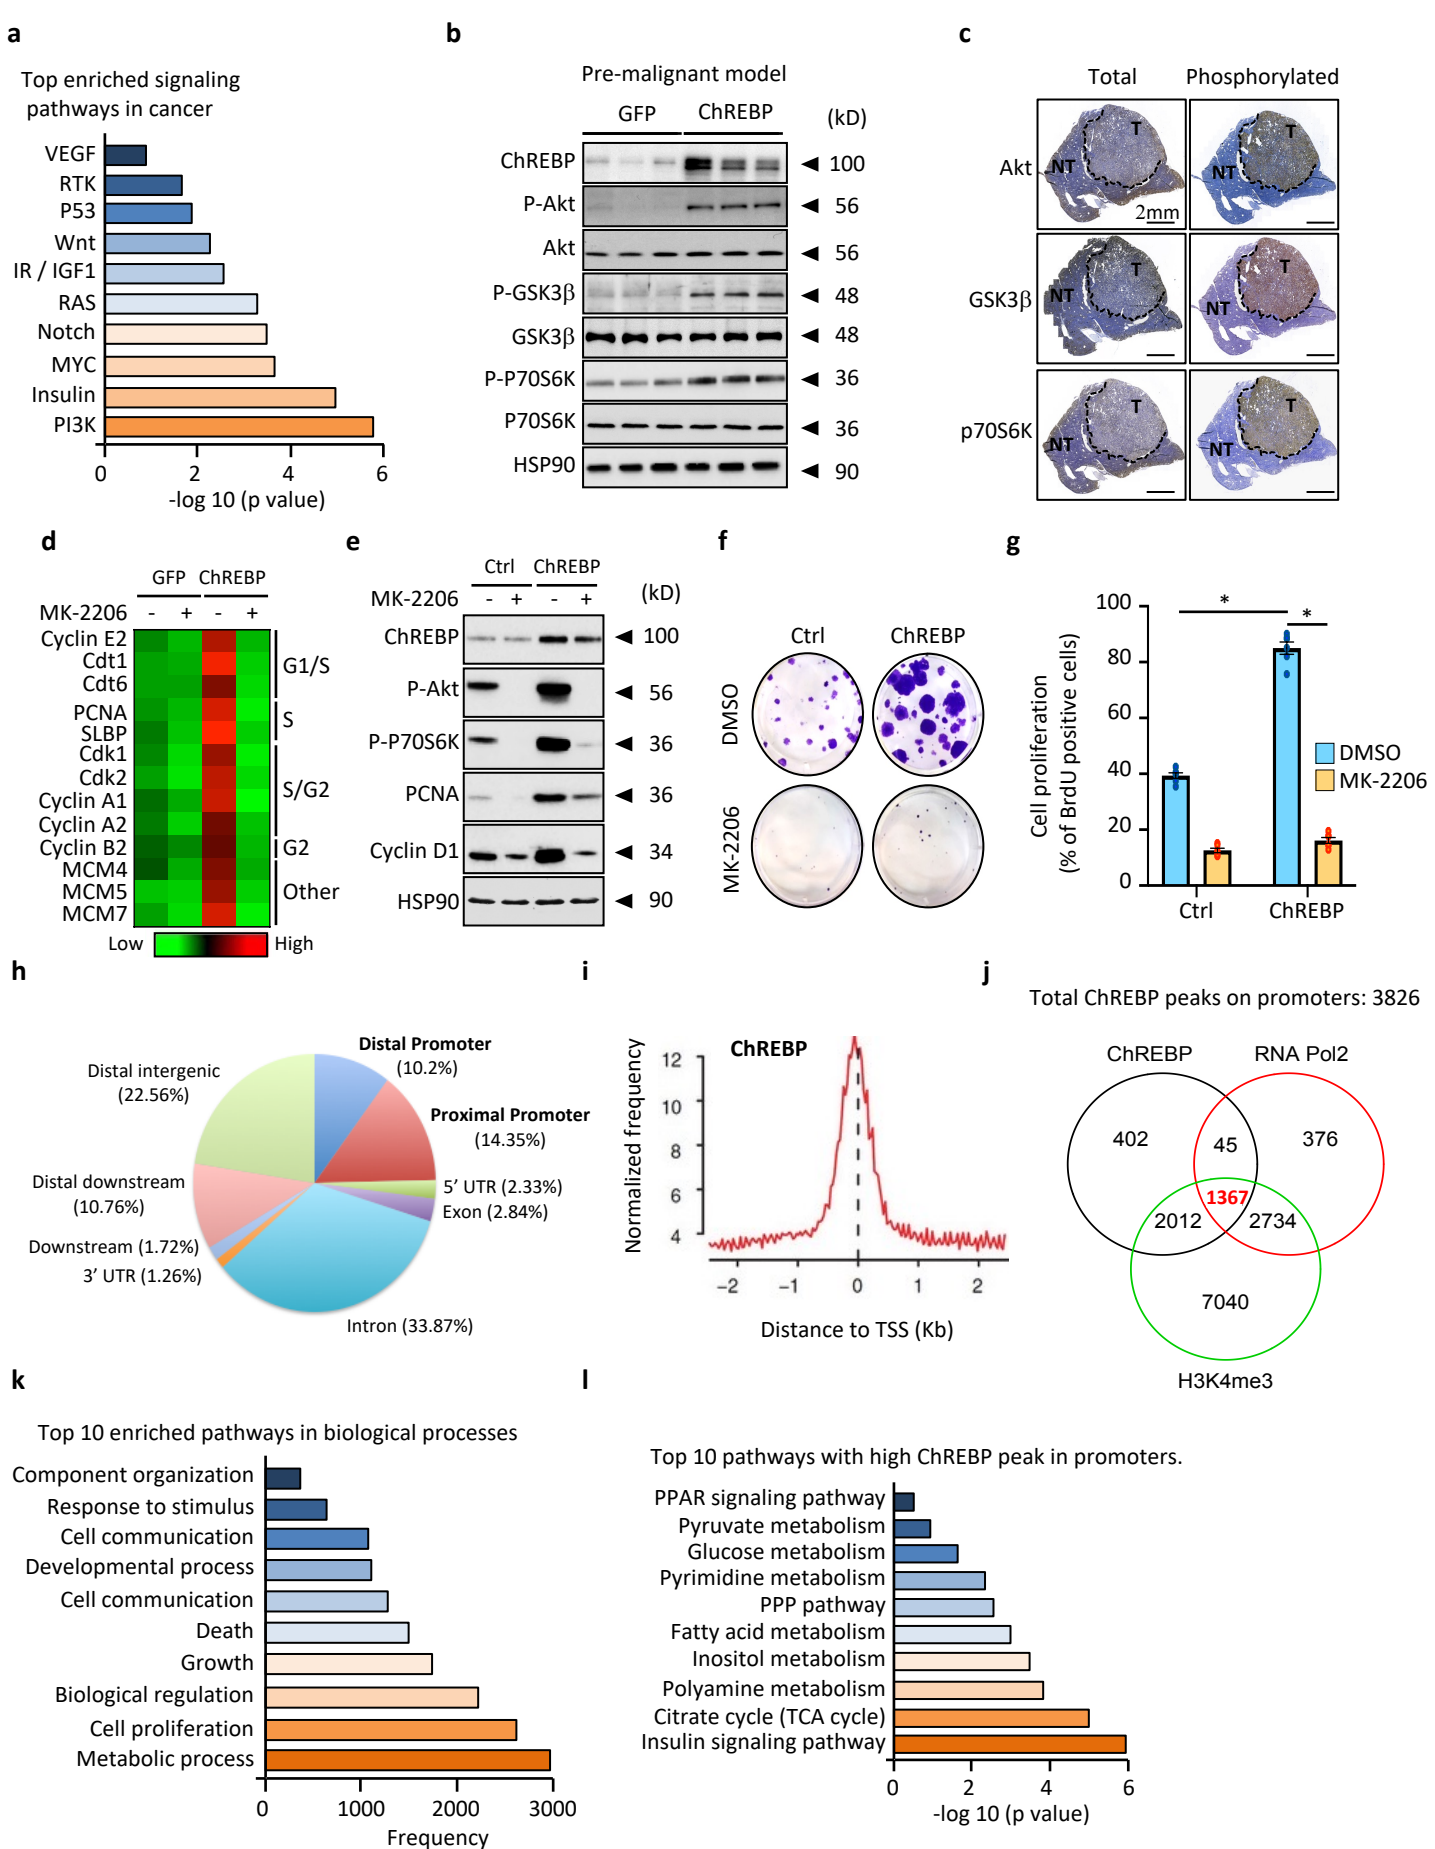 a
Top enriched signaling
pathways in cancer
VEGF
RTK
P53
Wnt
IR / IGF1
RAS
Notch
MYC
Insulin
PI3K
0 2 4 6
-log 10 (p value)
b
Pre-malignant model
GFP ChREBP (kD)
ChREBP 100
P-Akt 56
Akt 56
P-GSK3β 48
GSK3β 48
P-P70S6K 36
P70S6K 36
HSP90 90
c
Total Phosphorylated
Akt NT T 2mm NT T
GSK3β NT T NT T
p70S6K NT T NT T
d
GFP ChREBP
MK-2206 - + - +
Cyclin E2
Cdt1
Cdt6
PCNA
SLBP
Cdk1
Cdk2
Cyclin A1
Cyclin A2
Cyclin B2
MCM4
MCM5
MCM7
G1/S
S
S/G2
G2
Other
Low High
e
Ctrl ChREBP
MK-2206 - + - + (kD)
ChREBP 100
P-Akt 56
P-P70S6K 36
PCNA 36
Cyclin D1 34
HSP90 90
f
Ctrl ChREBP
DMSO
MK-2206
g
Cell proliferation
(% of BrdU positive cells)
100
80
60
40
20
0
* *
DMSO
MK-2206
Ctrl ChREBP
h
Distal Promoter
(10.2%)
Proximal Promoter
(14.35%)
5’ UTR (2.33%)
Exon (2.84%)
Intron (33.87%)
3’ UTR (1.26%)
Downstream (1.72%)
Distal downstream
(10.76%)
Distal intergenic
(22.56%)
i
ChREBP
Normalized frequency
12
10
8
6
4
−2 −1 0 1 2
Distance to TSS (Kb)
j
Total ChREBP peaks on promoters: 3826
ChREBP RNA Pol2
402 45 376
1367
2012 2734
7040
H3K4me3
k
Top 10 enriched pathways in biological processes
Component organization
Response to stimulus
Cell communication
Developmental process
Cell communication
Death
Growth
Biological regulation
Cell proliferation
Metabolic process
0 1000 2000 3000
Frequency
l
Top 10 pathways with high ChREBP peak in promoters.
PPAR signaling pathway
Pyruvate metabolism
Glucose metabolism
Pyrimidine metabolism
PPP pathway
Fatty acid metabolism
Inositol metabolism
Polyamine metabolism
Citrate cycle (TCA cycle)
Insulin signaling pathway
0 2 4 6
-log 10 (p value)